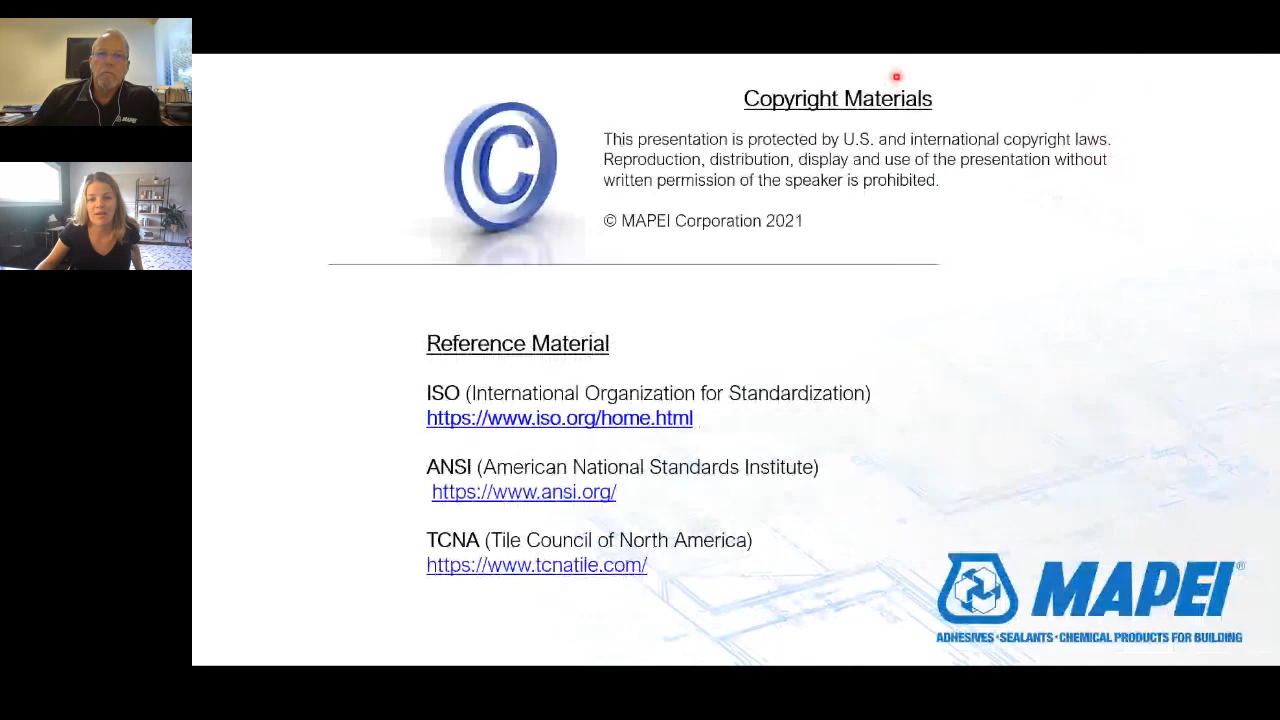 MAPEI
Copyright Materials
This presentation is protected by U.S. and international copyright laws.
Reproduction, distribution, display and use of the presentation without
written permission of the speaker is prohibited.
© MAPEI Corporation 2021
Reference Material
ISO (International Organization for Standardization)
https://www.iso.org/home.html
ANSI (American National Standards Institute)
https://www.ansi.org/
TCNA (Tile Council of North America)
https://www.tcnatile.com/
MAPEI®
ADHESIVES • SEALANTS • CHEMICAL PRODUCTS FOR BUILDING